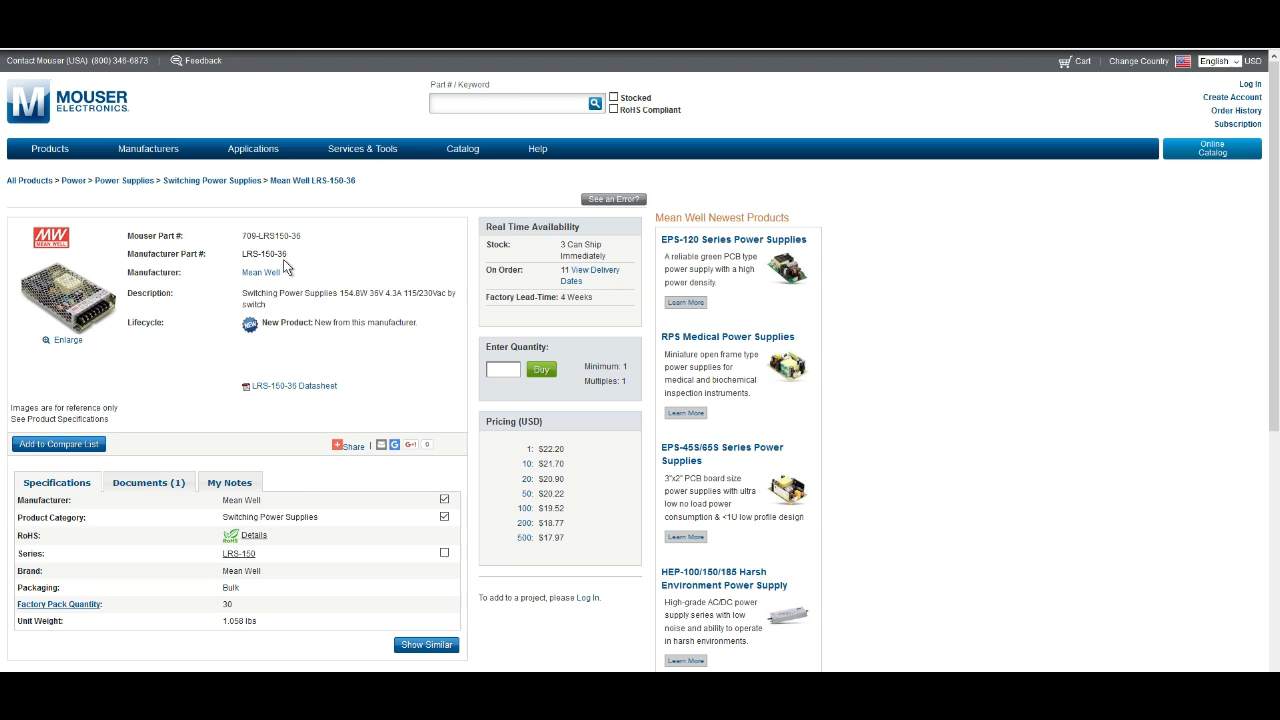 Contact Mouser (USA) (800) 346-6873 | Feedback
Cart | Change Country English USD
MOUSER
ELECTRONICS
Part # / Keyword
Stocked
RoHS Compliant
Log In
Create Account
Order History
Subscription
Products Manufacturers Applications Services & Tools Catalog Help
Online
Catalog
All Products > Power > Power Supplies > Switching Power Supplies > Mean Well LRS-150-36
See an Error?
MW
MEAN WELL
Enlarge
Images are for reference only
See Product Specifications
Mouser Part #: 709-LRS150-36
Manufacturer Part #: LRS-150-36
Manufacturer: Mean Well
Description: Switching Power Supplies 154.8W 36V 4.3A 115/230Vac by
switch
Lifecycle: NEW New Product: New from this manufacturer.
LRS-150-36 Datasheet
Add to Compare List
Share | G G+ 0
Specifications Documents (1) My Notes
Manufacturer: Mean Well
Product Category: Switching Power Supplies
RoHS: RoHS Details
Series: LRS-150
Brand: Mean Well
Packaging: Bulk
Factory Pack Quantity: 30
Unit Weight: 1.058 lbs
Show Similar
Real Time Availability
Stock: 3 Can Ship
Immediately
On Order: 11 View Delivery
Dates
Factory Lead-Time: 4 Weeks
Enter Quantity:
Buy
Minimum: 1
Multiples: 1
Pricing (USD)
1: $22.20
10: $21.70
20: $20.90
50: $20.22
100: $19.52
200: $18.77
500: $17.97
To add to a project, please Log In.
Mean Well Newest Products
EPS-120 Series Power Supplies
A reliable green PCB type
power supply with a high
power density.
Learn More
RPS Medical Power Supplies
Miniature open frame type
power supplies for
medical and biochemical
inspection instruments.
Learn More
EPS-45S/65S Series Power
Supplies
3"x2" PCB board size
power supplies with ultra
low no load power
consumption & <1U low profile design
Learn More
HEP-100/150/185 Harsh
Environment Power Supply
High-grade AC/DC power
supply series with low
noise and ability to operate
in harsh environments.
Learn More